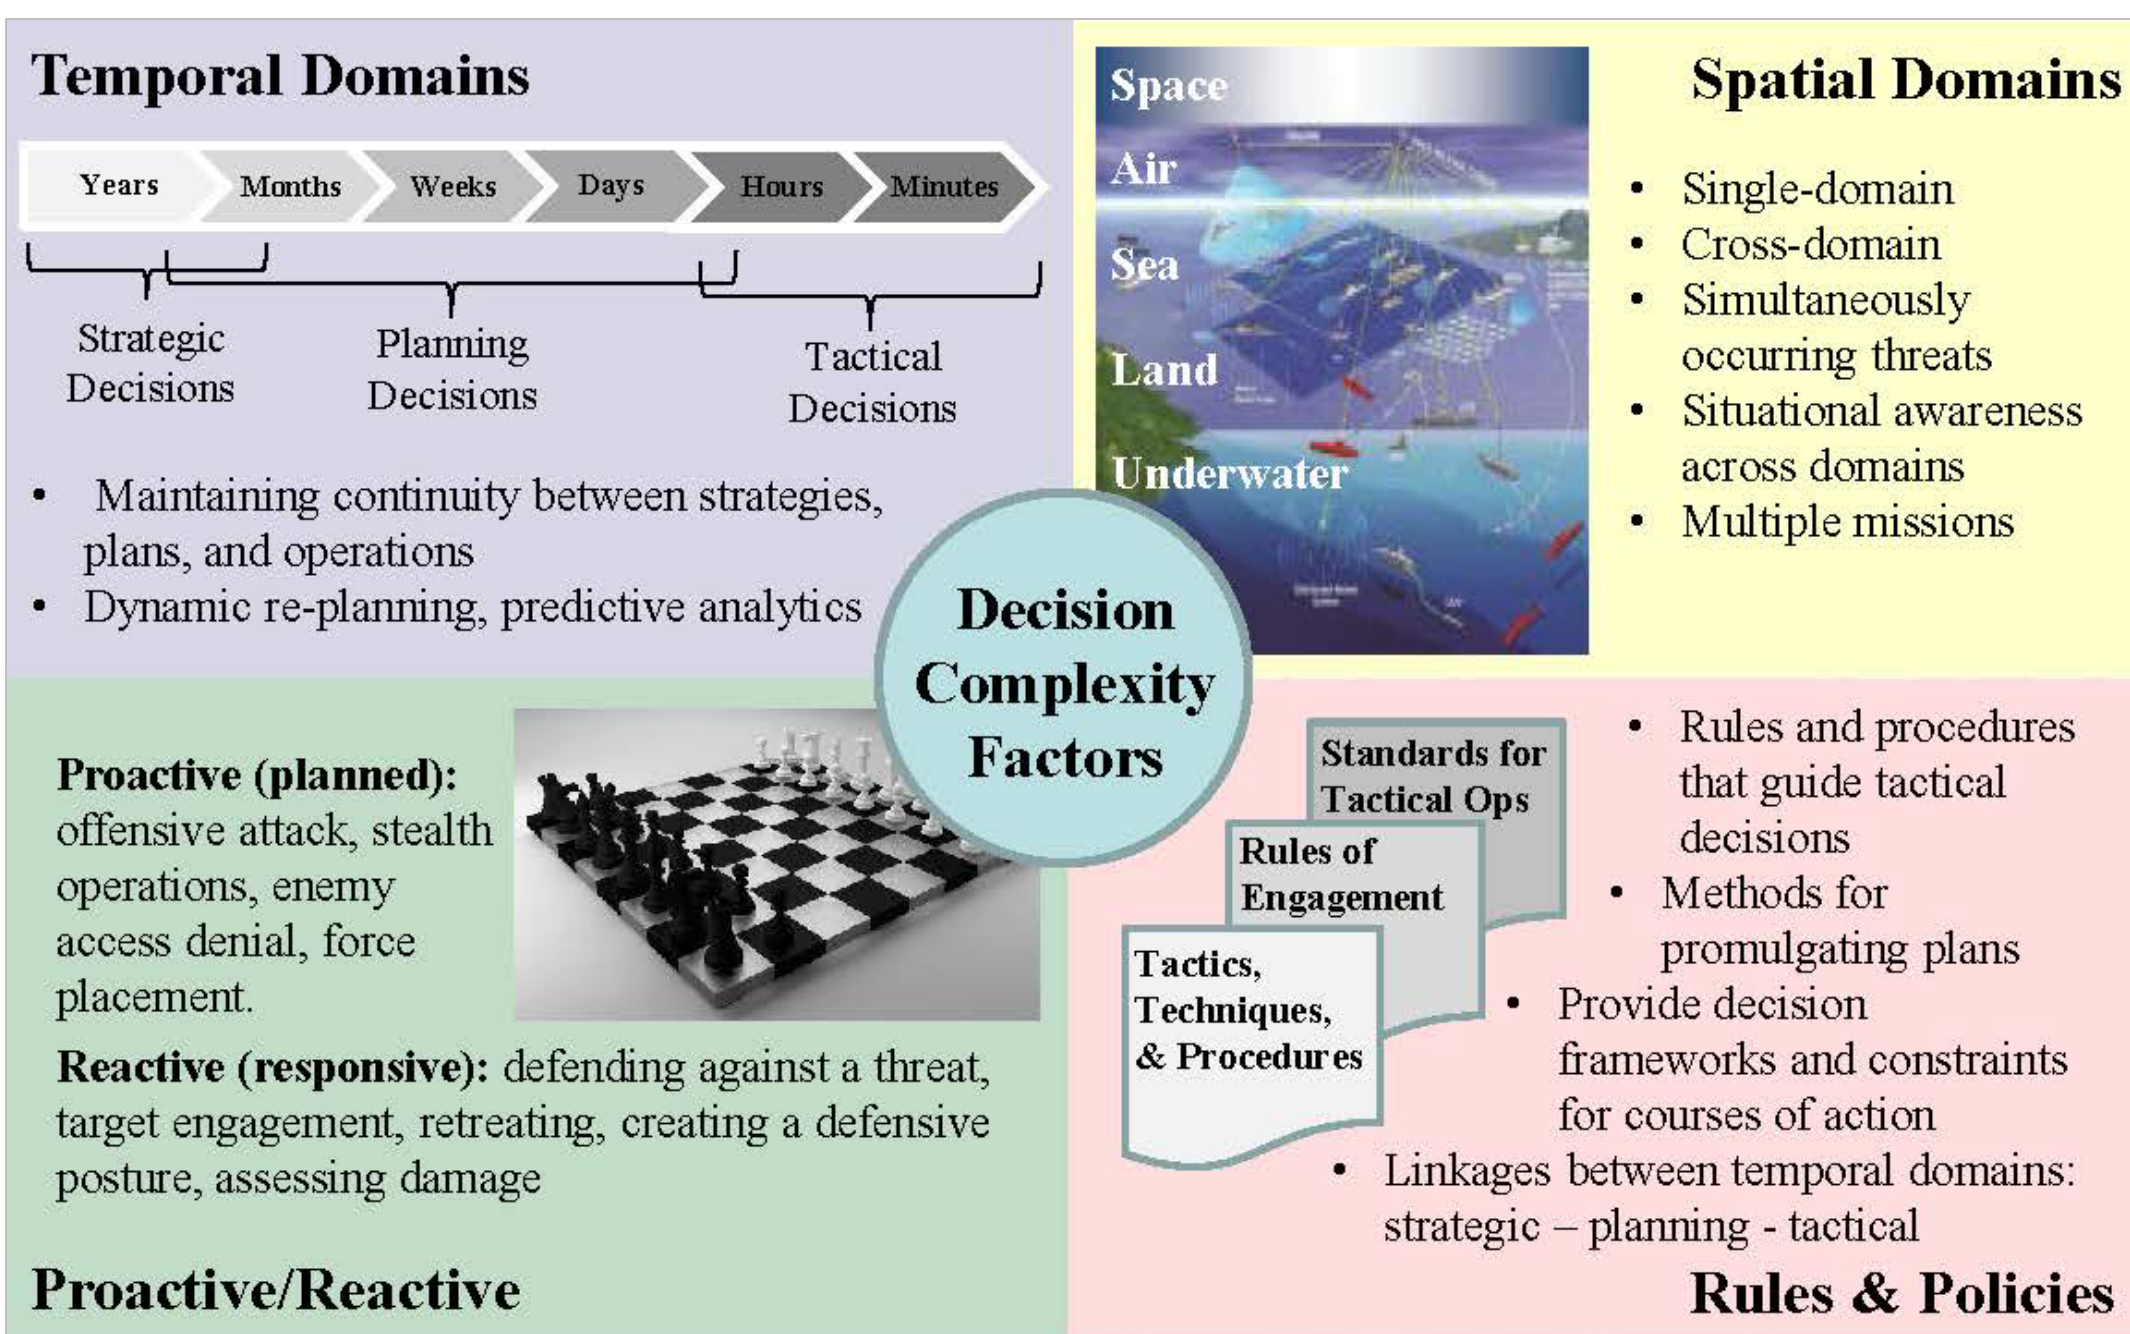 Temporal Domains
Years
Months
Weeks
Days
Hours
Minutes
Strategic
Decisions
Planning
Decisions
Tactical
Decisions
• Maintaining continuity between strategies,
plans, and operations
• Dynamic re-planning, predictive analytics
Space
Air
Sea
Land
Underwater
Spatial Domains
• Single-domain
• Cross-domain
• Simultaneously
occurring threats
• Situational awareness
across domains
• Multiple missions
Decision
Complexity
Factors
Proactive (planned):
offensive attack, stealth
operations, enemy
access denial, force
placement.
Reactive (responsive): defending against a threat,
target engagement, retreating, creating a defensive
posture, assessing damage
Proactive/Reactive
Standards for
Tactical Ops
Rules of
Engagement
Tactics,
Techniques,
& Procedures
• Rules and procedures
that guide tactical
decisions
• Methods for
promulgating plans
• Provide decision
frameworks and constraints
for courses of action
• Linkages between temporal domains:
strategic – planning - tactical
Rules & Policies